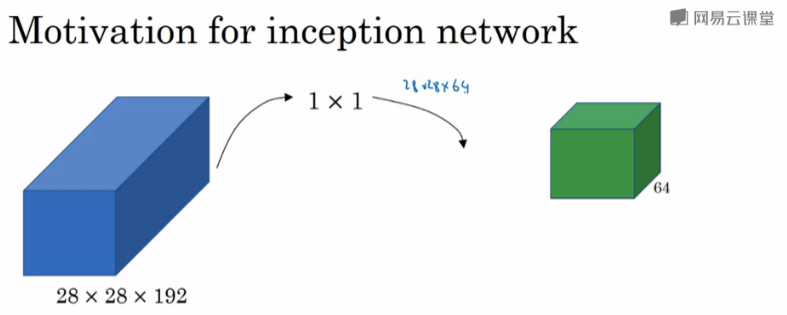 Motivation for inception network
网易云课堂
28×28×64
1 × 1
64
28 × 28 × 192